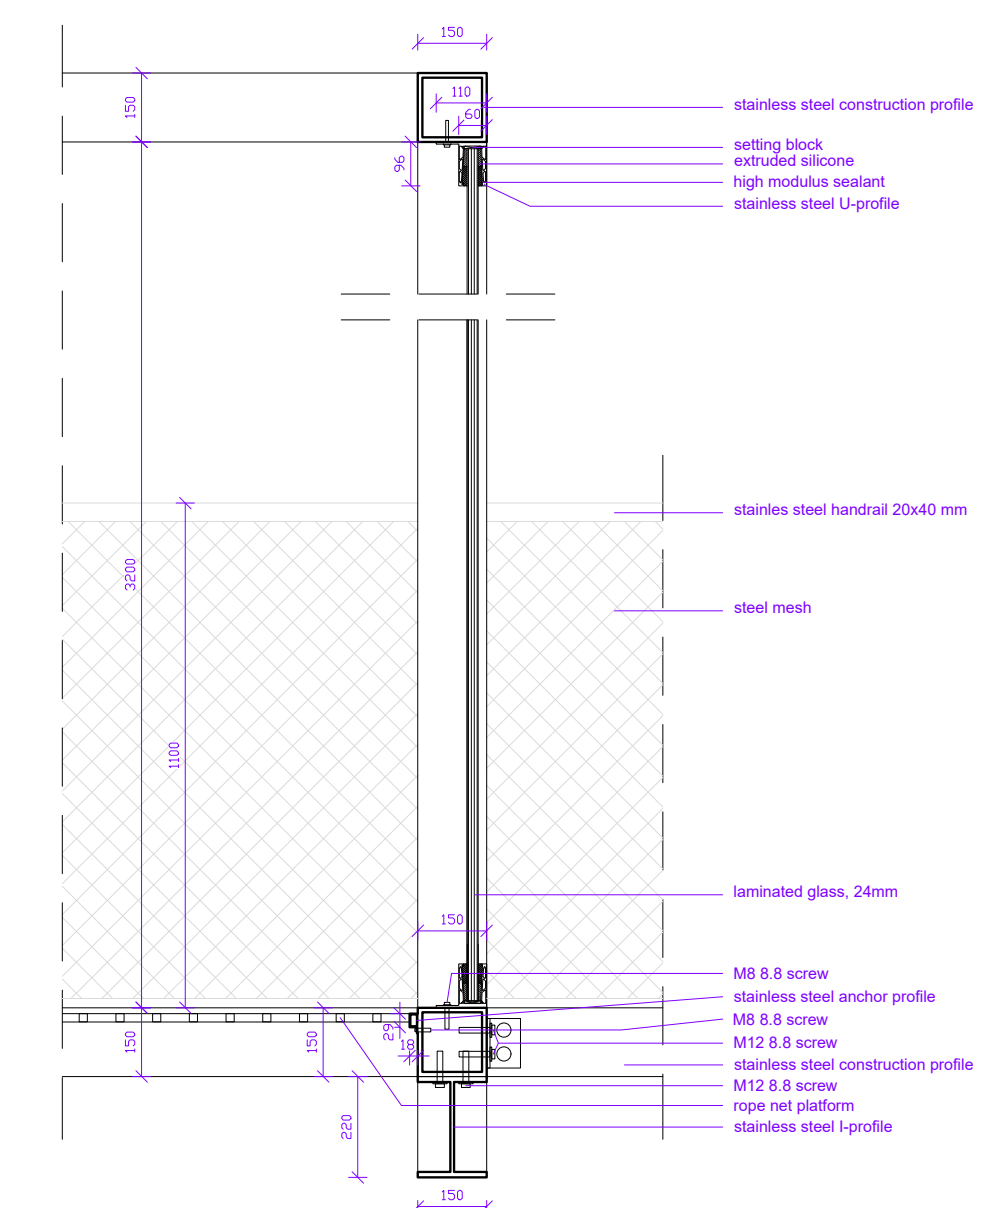 150
110
stainless steel construction profile
150
60
setting block
extruded silicone
96
high modulus sealant
stainless steel U-profile
stainles steel handrail 20x40 mm
3200
steel mesh
1100
laminated glass, 24mm
150
M8 8.8 screw
stainless steel anchor profile
M8 8.8 screw
29
150
150
M12 8.8 screw
18
stainless steel construction profile
M12 8.8 screw
rope net platform
220
stainless steel I-profile
150